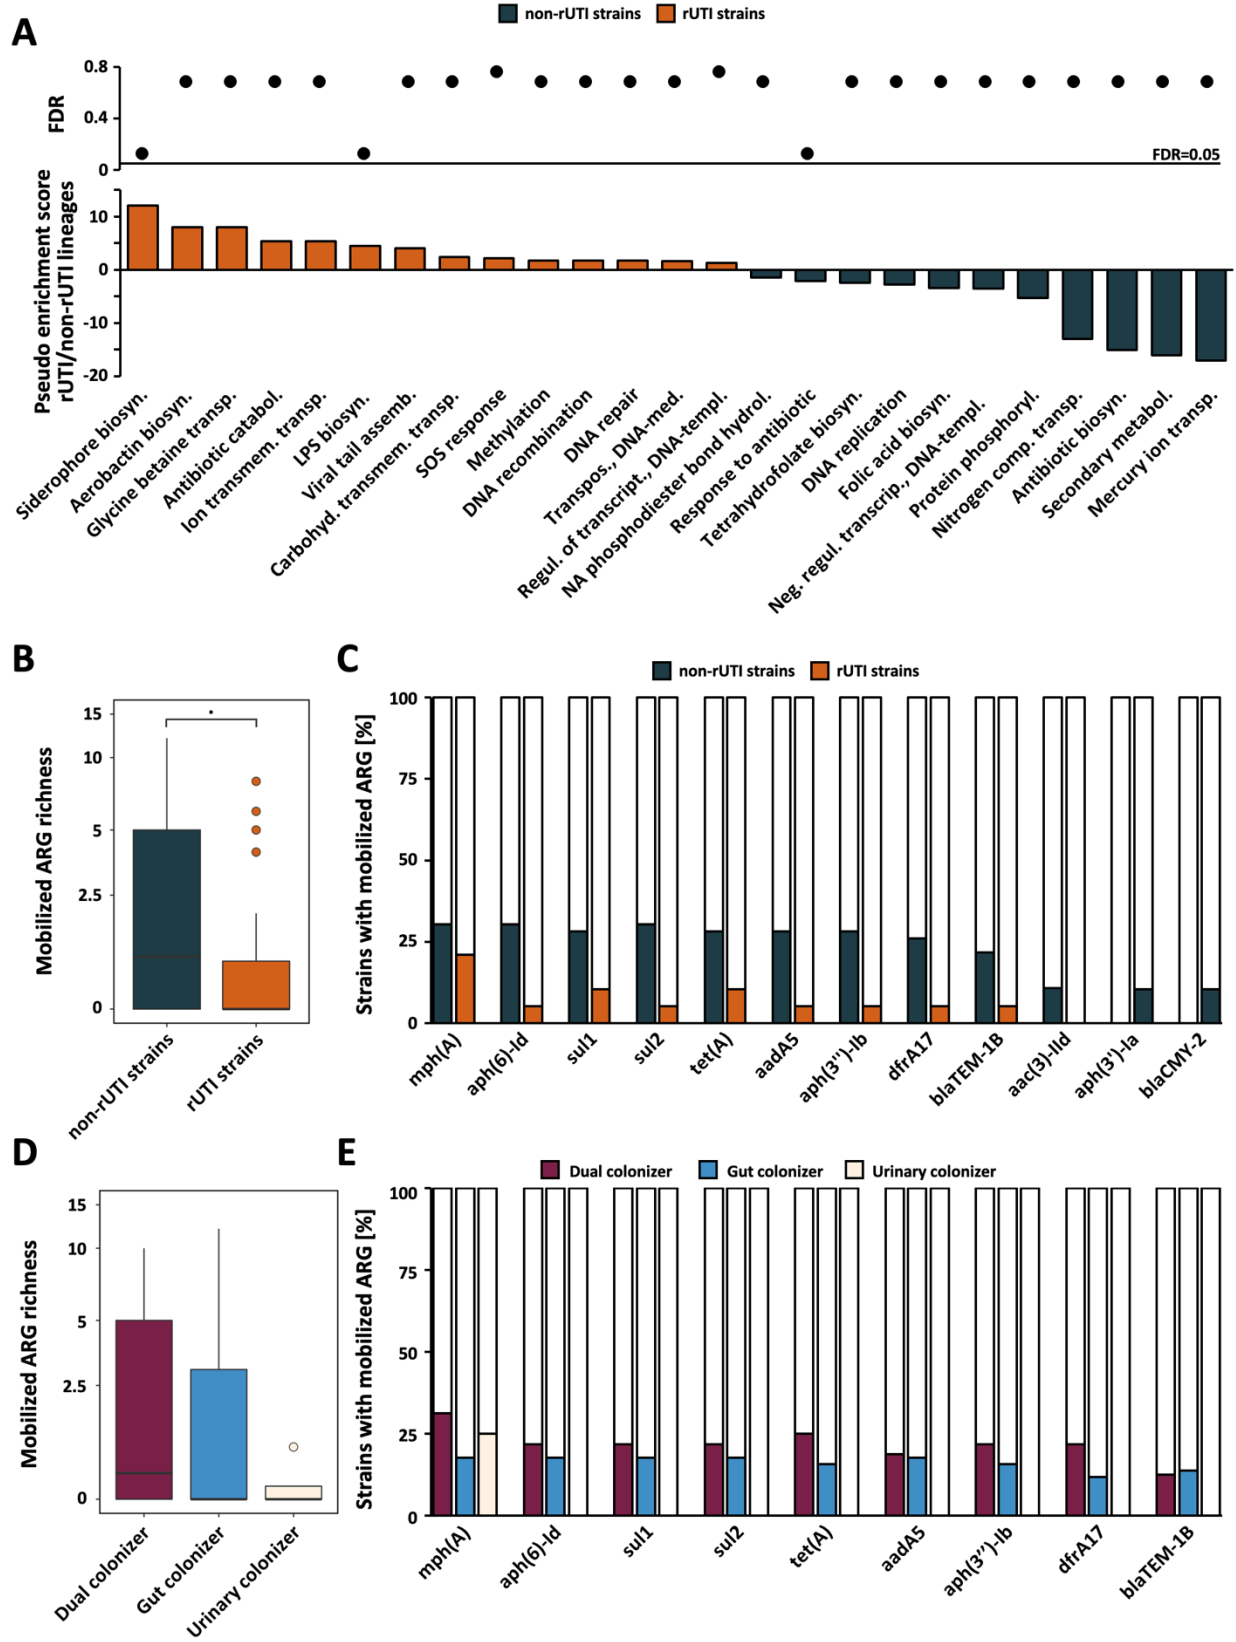 non-rUTI strains
rUTI strains
A
FDR
0.8
0.4
0
FDR=0.05
Pseudo enrichment score
rUTI/non-rUTI lineages
10
0
-10
-20
Siderophore biosyn.
Aerobactin biosyn.
Glycine betaine transp.
Antibiotic catabol.
Ion transmem. transp.
LPS biosyn.
Viral tail assemb.
Carbohyd. transmem. transp.
SOS response
Methylation
DNA recombination
DNA repair
Transpos., DNA-med.
Regul. of transcript., DNA-templ.
NA phosphodiester bond hydrol.
Response to antibiotic
Tetrahydrofolate biosyn.
DNA replication
Folic acid biosyn.
Neg. regul. transcrip., DNA-templ.
Protein phosphoryl.
Nitrogen comp. transp.
Antibiotic biosyn.
Secondary metabol.
Mercury ion transp.
B
Mobilized ARG richness
15
10
5
2.5
0
non-rUTI strains
rUTI strains
C
non-rUTI strains
rUTI strains
Strains with mobilized ARG [%]
100
75
50
25
0
mph(A)
aph(6)-Id
sul1
sul2
tet(A)
aadA5
aph(3'')-Ib
dfrA17
blaTEM-1B
aac(3)-IId
aph(3')-Ia
blaCMY-2
D
Mobilized ARG richness
15
10
5
2.5
0
Dual colonizer
Gut colonizer
Urinary colonizer
E
Dual colonizer
Gut colonizer
Urinary colonizer
Strains with mobilized ARG [%]
100
75
50
25
0
mph(A)
aph(6)-Id
sul1
sul2
tet(A)
aadA5
aph(3’’)-Ib
dfrA17
blaTEM-1B